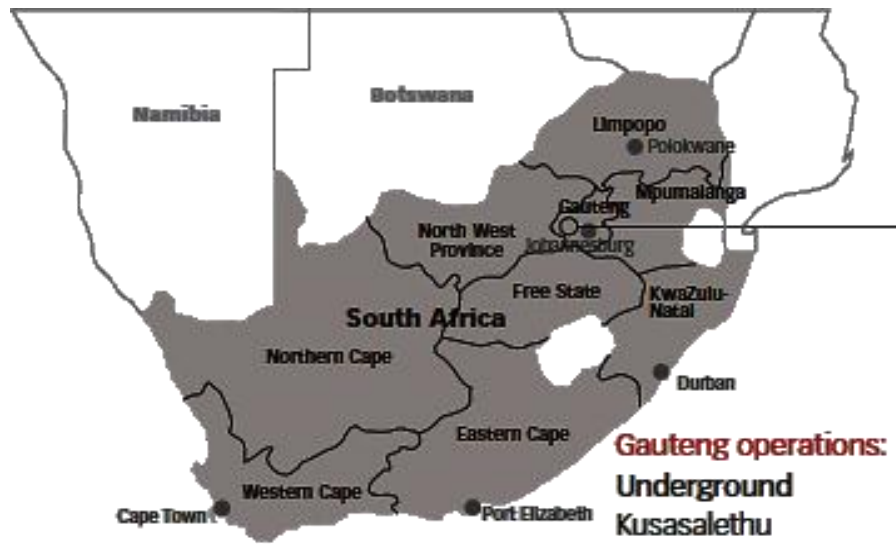 Namibia
Botswana
Limpopo
Polokwane
Mpumalanga
Gauteng
Johannesburg
North West
Province
Free State
KwaZulu-
Natal
South Africa
Northern Cape
Durban
Eastern Cape
Western Cape
Cape Town
Port Elizabeth
Gauteng operations:
Underground
Kusasalethu